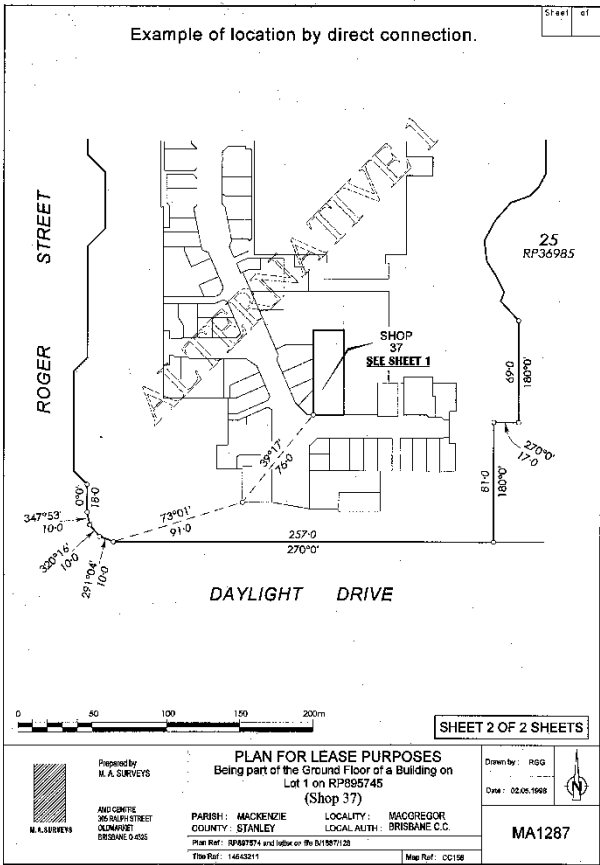 Sheet of
Example of location by direct connection.
ALTERNATIVE 1
ROGER STREET
25
RP36985
SHOP
37
SEE SHEET 1
69·0
180°0'
270°0'
17·0
81·0
180°0'
39°17'
76·0
0°0'
18·0
347°53'
10·0
320°16'
10·0
291°04'
10·0
73°01'
91·0
257·0
270°0'
DAYLIGHT DRIVE
0 50 100 150 200m
SHEET 2 OF 2 SHEETS
M. A. SURVEYS
Prepared by
M. A. SURVEYS
AND CENTRE
305 RALPH STREET
OLDMARKET
BRISBANE Q 4525
PLAN FOR LEASE PURPOSES
Being part of the Ground Floor of a Building on
Lot 1 on RP895745
(Shop 37)
PARISH : MACKENZIE LOCALITY : MACGREGOR
COUNTY : STANLEY LOCAL AUTH : BRISBANE C.C.
Plan Ref : RP897574 and letter on file B/1887/128
Title Ref : 14643211 Map Ref : CC158
Drawn by : RGG
Date : 02.05.1998
N
MA1287